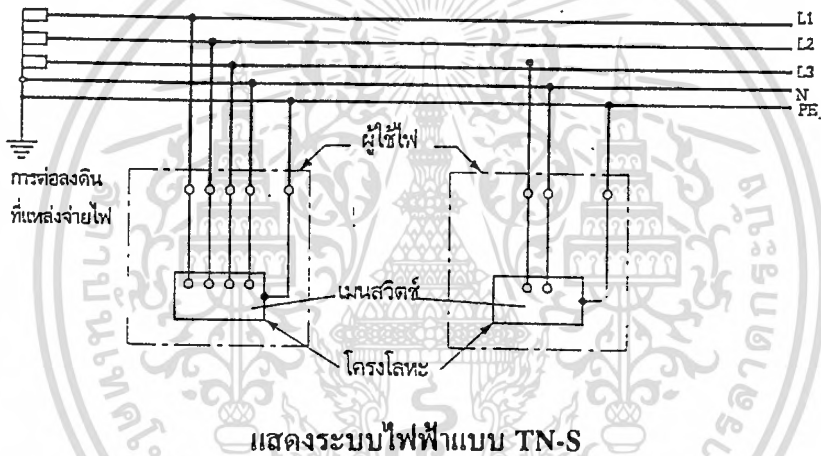 L1
L2
L3
N
PE
ผู้ใช้ไฟ
การต่อลงดิน
ที่แหล่งจ่ายไฟ
เมนสวิตช์
โครงโลหะ
แสดงระบบไฟฟ้าแบบ TN-S